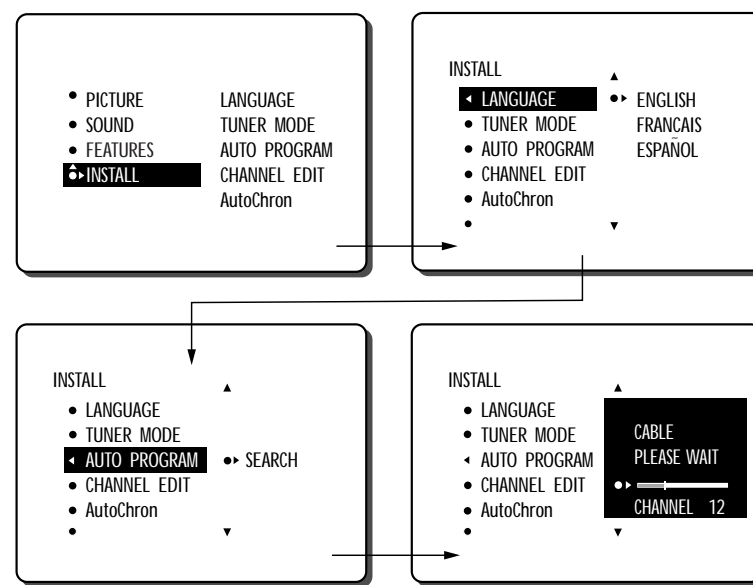 PICTURE LANGUAGE
SOUND TUNER MODE
FEATURES AUTO PROGRAM
INSTALL CHANNEL EDIT
AutoChron
INSTALL
LANGUAGE ENGLISH
TUNER MODE FRANCAIS
AUTO PROGRAM ESPAÑOL
CHANNEL EDIT
AutoChron
INSTALL
LANGUAGE
TUNER MODE
AUTO PROGRAM SEARCH
CHANNEL EDIT
AutoChron
INSTALL
LANGUAGE
TUNER MODE CABLE
AUTO PROGRAM PLEASE WAIT
CHANNEL EDIT
AutoChron CHANNEL 12